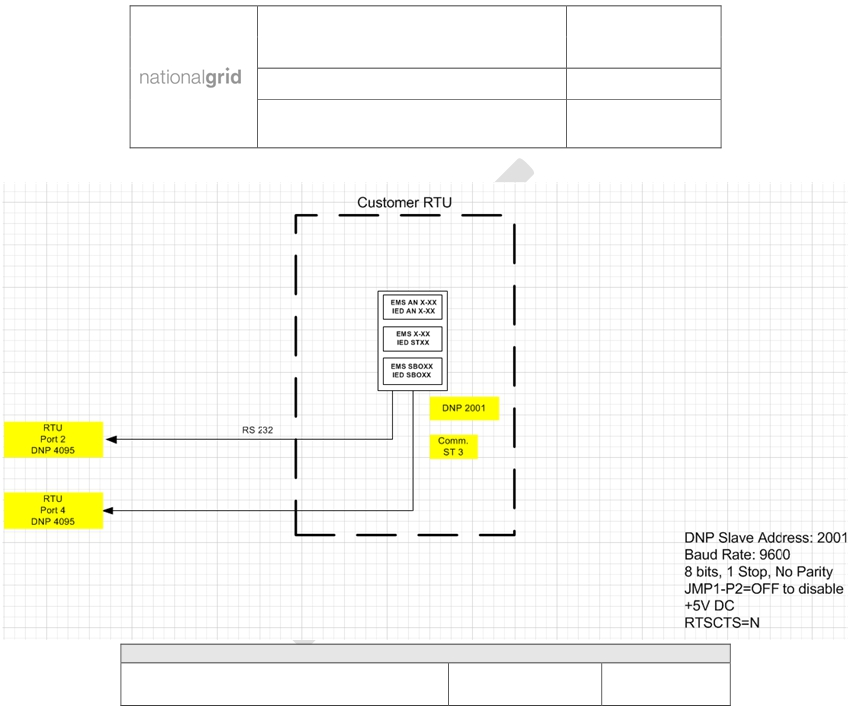 nationalgrid
Customer RTU
EMS AN X-XX
IED AN X-XX
EMS X-XX
IED STXX
EMS SBOXX
IED SBOXX
DNP 2001
RTU
Port 2
DNP 4095
RS 232
Comm.
ST 3
RTU
Port 4
DNP 4095
DNP Slave Address: 2001
Baud Rate: 9600
8 bits, 1 Stop, No Parity
JMP1-P2=OFF to disable
+5V DC
RTSCTS=N